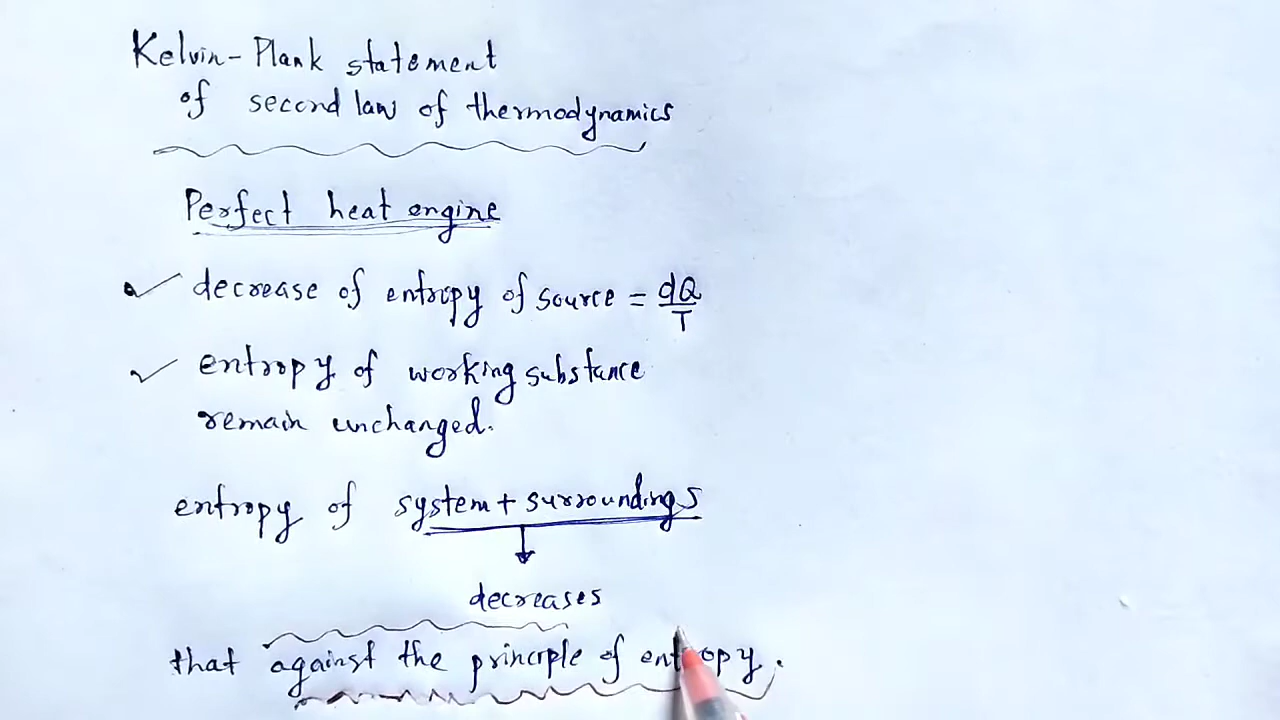 Kelvin-Plank statement
of second law of thermodynamics
Perfect heat engine
decrease of entropy of source = dQ/T
entropy of working substance
remain unchanged.
entropy of system + surroundings
decreases
that against the principle of entropy.